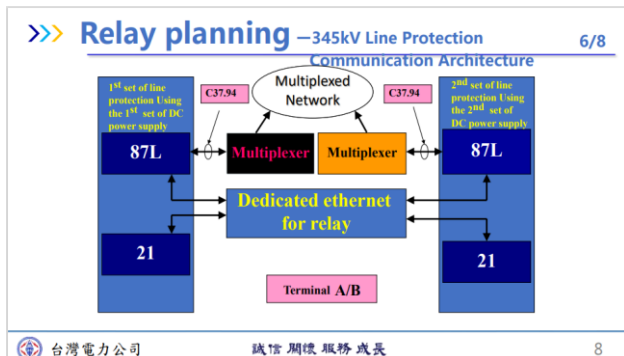 >>> Relay planning —345kV Line Protection
Communication Architecture
6/8
1st set of line
protection Using
the 1st set of DC
power supply
C37.94
Multiplexed
Network
C37.94
2nd set of line
protection Using
the 2nd set of
DC power supply
87L
Multiplexer
Multiplexer
87L
Dedicated ethernet
for relay
21
21
Terminal A/B
台灣電力公司
誠信 關懷 服務 成長
8